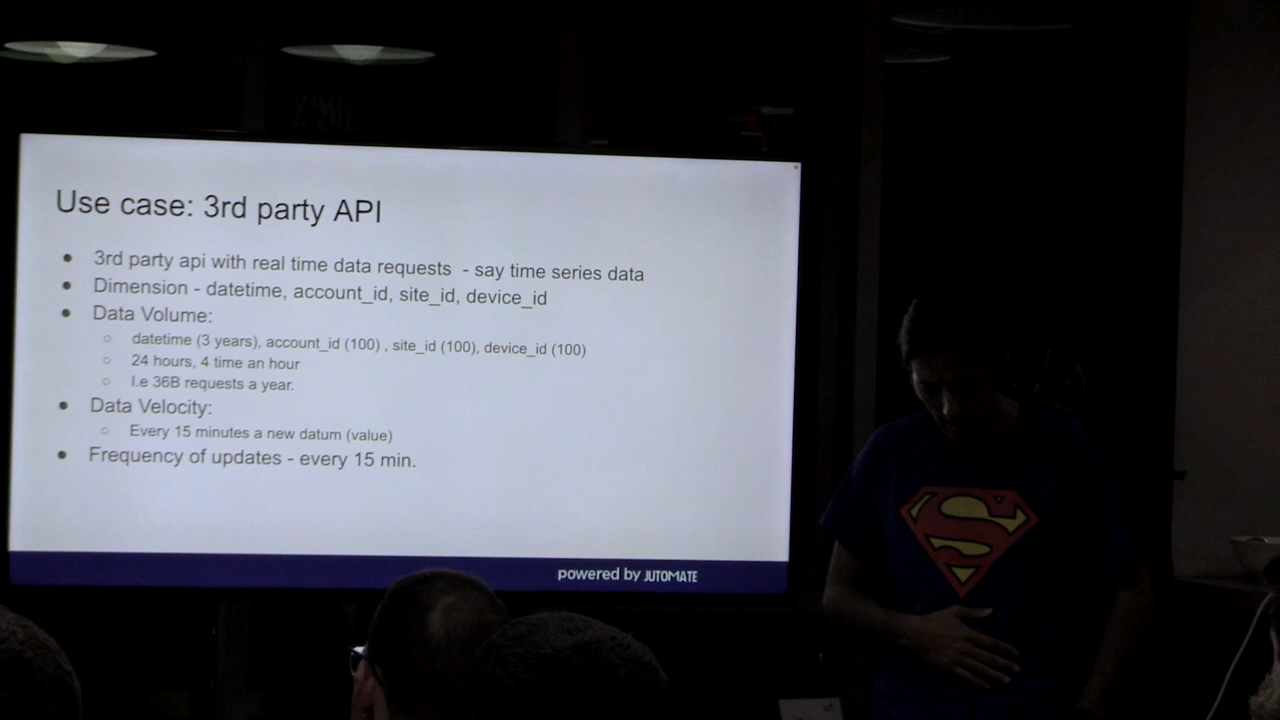 Use case: 3rd party API
● 3rd party api with real time data requests - say time series data
● Dimension - datetime, account_id, site_id, device_id
● Data Volume:
○ datetime (3 years), account_id (100) , site_id (100), device_id (100)
○ 24 hours, 4 time an hour
○ I.e 36B requests a year.
● Data Velocity:
○ Every 15 minutes a new datum (value)
● Frequency of updates - every 15 min.
powered by JUTOMATE
S